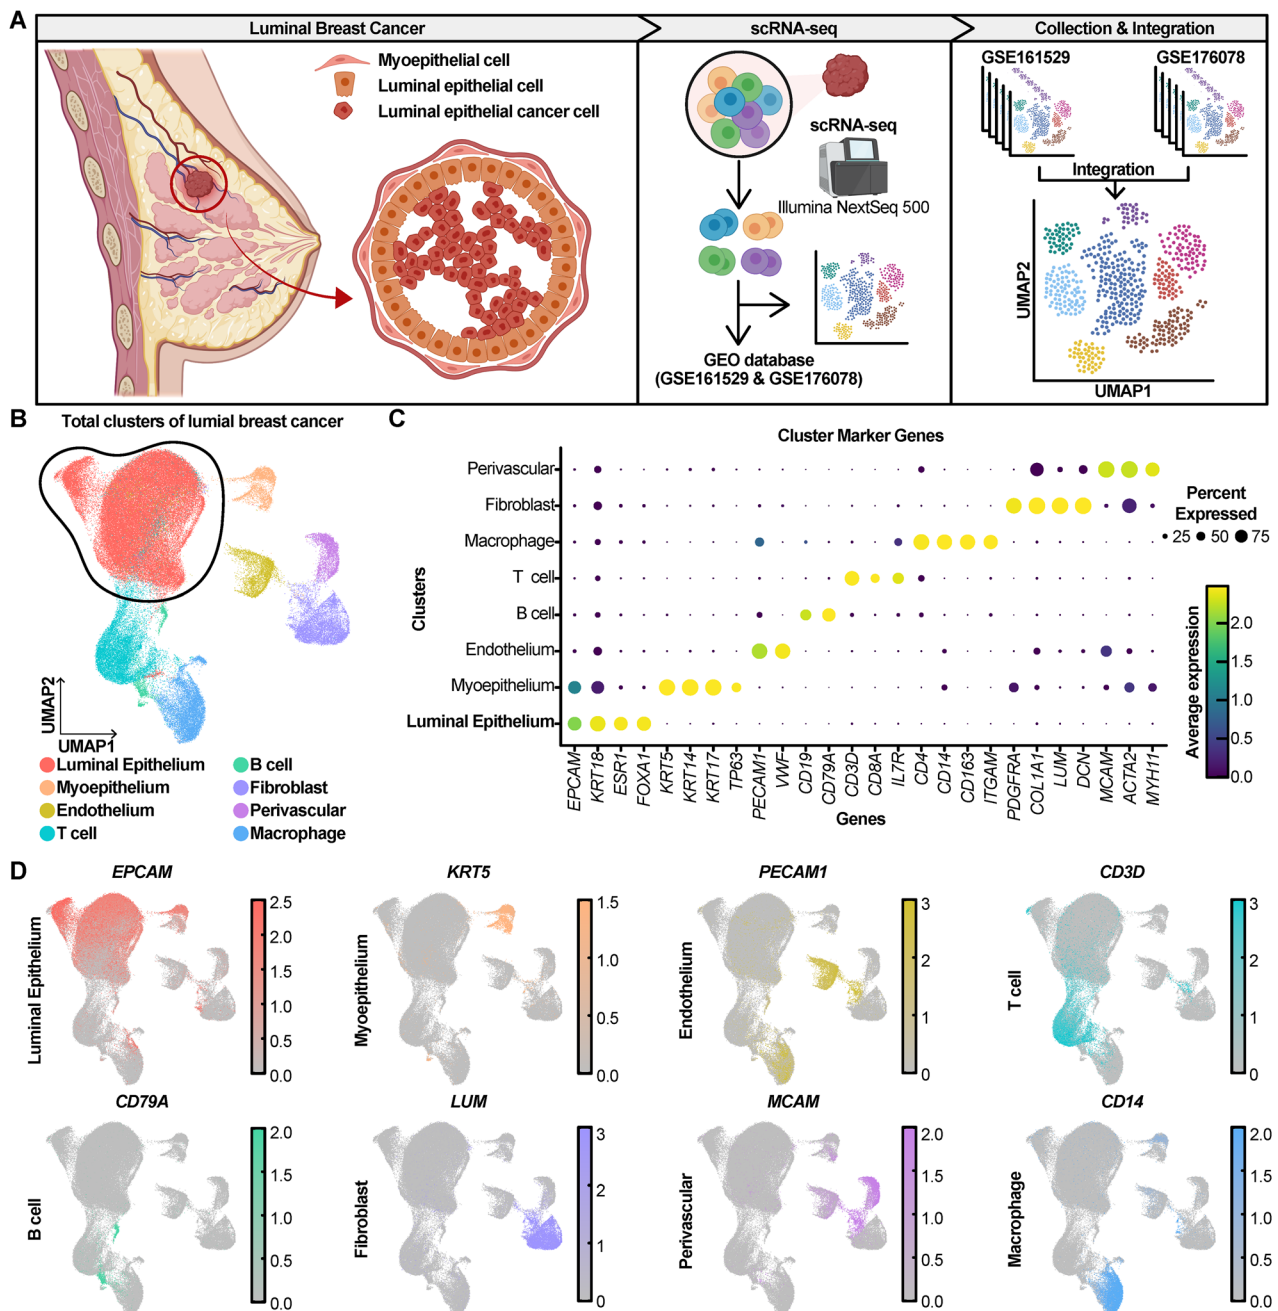 A
Luminal Breast Cancer
scRNA-seq
Collection & Integration
Myoepithelial cell
Luminal epithelial cell
Luminal epithelial cancer cell
scRNA-seq
Illumina NextSeq 500
GEO database
(GSE161529 & GSE176078)
GSE161529
GSE176078
Integration
UMAP2
UMAP1
B
Total clusters of lumial breast cancer
UMAP2
UMAP1
Luminal Epithelium
Myoepithelium
Endothelium
T cell
B cell
Fibroblast
Perivascular
Macrophage
C
Cluster Marker Genes
Clusters
Perivascular
Fibroblast
Macrophage
T cell
B cell
Endothelium
Myoepithelium
Luminal Epithelium
EPCAM
KRT18
ESR1
FOXA1
KRT5
KRT14
KRT17
TP63
PECAM1
VWF
CD19
CD79A
CD3D
CD8A
IL7R
CD4
CD14
CD163
ITGAM
PDGFRA
COL1A1
LUM
DCN
MCAM
ACTA2
MYH11
Genes
Percent
Expressed
25 50 75
Average expression
2.0
1.5
1.0
0.5
0.0
D
EPCAM
Luminal Epithelium
2.5
2.0
1.5
1.0
0.5
0.0
KRT5
Myoepithelium
1.5
1.0
0.5
0.0
PECAM1
Endothelium
3
2
1
0
CD3D
T cell
3
2
1
0
CD79A
B cell
2.0
1.5
1.0
0.5
0.0
LUM
Fibroblast
3
2
1
0
MCAM
Perivascular
2.0
1.5
1.0
0.5
0.0
CD14
Macrophage
2.0
1.5
1.0
0.5
0.0